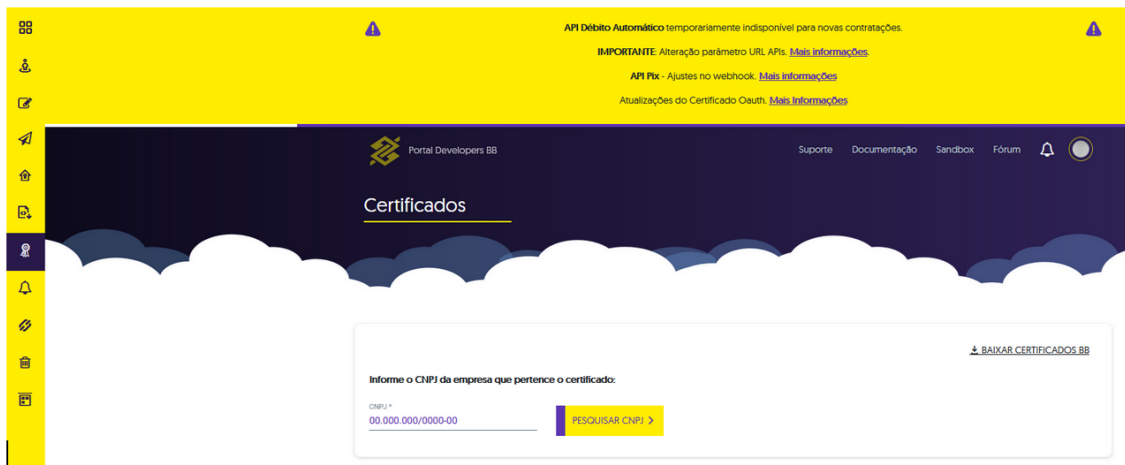 API Débito Automático temporariamente indisponível para novas contratações.
IMPORTANTE: Alteração parâmetro URL APIs. Mais informações.
API Pix - Ajustes no webhook. Mais informações
Atualizações do Certificado Oauth. Mais Informações
Portal Developers BB
Suporte Documentação Sandbox Fórum
Certificados
BAIXAR CERTIFICADOS BB
Informe o CNPJ da empresa que pertence o certificado:
CNPJ *
00.000.000/0000-00
PESQUISAR CNPJ